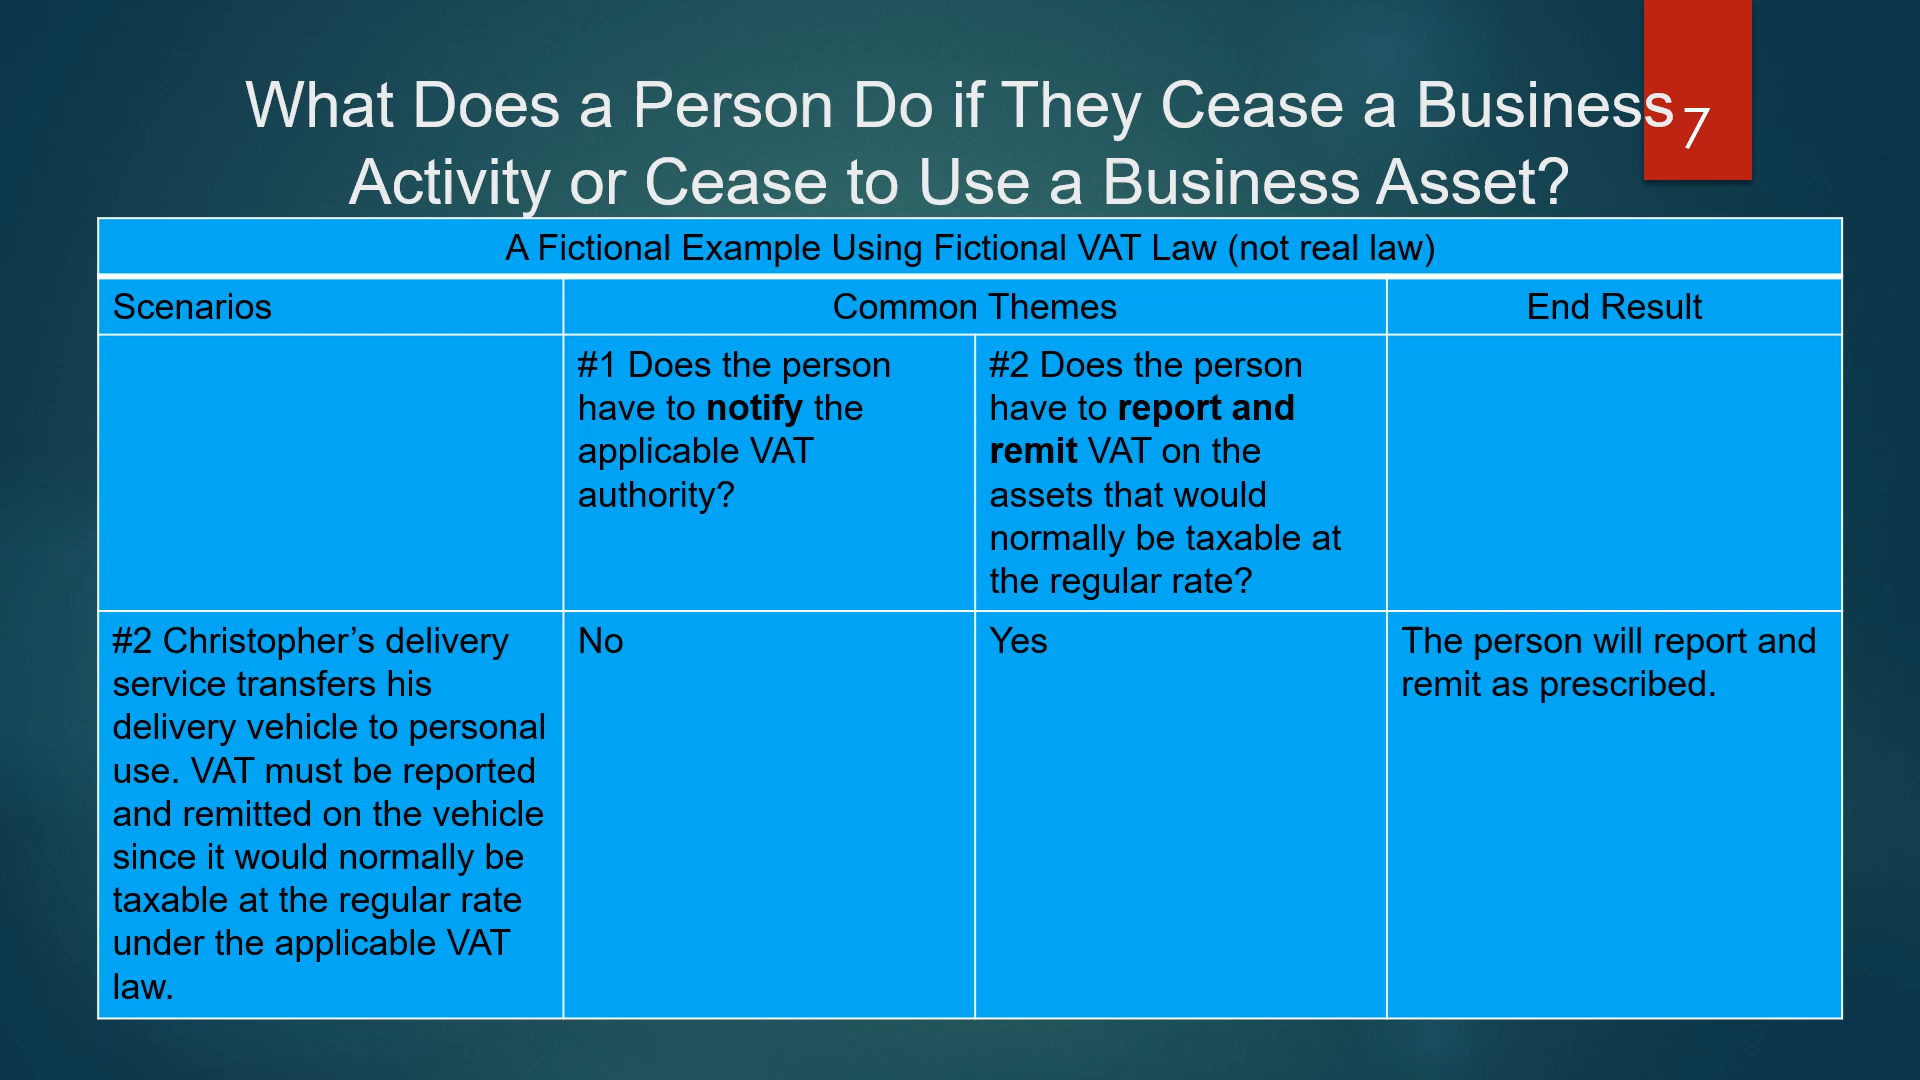 What Does a Person Do if They Cease a Business
Activity or Cease to Use a Business Asset?
7
A Fictional Example Using Fictional VAT Law (not real law)
Scenarios
Common Themes
End Result
#1 Does the person
have to notify the
applicable VAT
authority?
#2 Does the person
have to report and
remit VAT on the
assets that would
normally be taxable at
the regular rate?
#2 Christopher’s delivery
service transfers his
delivery vehicle to personal
use. VAT must be reported
and remitted on the vehicle
since it would normally be
taxable at the regular rate
under the applicable VAT
law.
No
Yes
The person will report and
remit as prescribed.